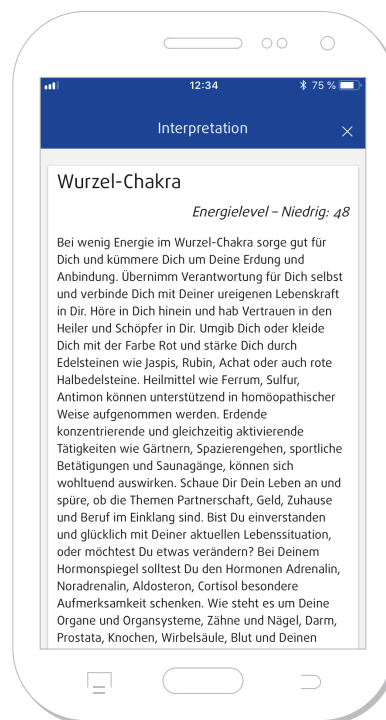 12:34
75 %
Interpretation
Wurzel-Chakra
Energielevel – Niedrig: 48
Bei wenig Energie im Wurzel-Chakra sorge gut für
Dich und kümmere Dich um Deine Erdung und
Anbindung. Übernimm Verantwortung für Dich selbst
und verbinde Dich mit Deiner ureigenen Lebenskraft
in Dir. Höre in Dich hinein und hab Vertrauen in den
Heiler und Schöpfer in Dir. Umgib Dich oder kleide
Dich mit der Farbe Rot und stärke Dich durch
Edelsteinen wie Jaspis, Rubin, Achat oder auch rote
Halbedelsteine. Heilmittel wie Ferrum, Sulfur,
Antimon können unterstützend in homöopathischer
Weise aufgenommen werden. Erdende
konzentrierende und gleichzeitig aktivierende
Tätigkeiten wie Gärtnern, Spazierengehen, sportliche
Betätigungen und Saunagänge, können sich
wohltuend auswirken. Schaue Dir Dein Leben an und
spüre, ob die Themen Partnerschaft, Geld, Zuhause
und Beruf im Einklang sind. Bist Du einverstanden
und glücklich mit Deiner aktuellen Lebenssituation,
oder möchtest Du etwas verändern? Bei Deinem
Hormonspiegel solltest Du den Hormonen Adrenalin,
Noradrenalin, Aldosteron, Cortisol besondere
Aufmerksamkeit schenken. Wie steht es um Deine
Organe und Organsysteme, Zähne und Nägel, Darm,
Prostata, Knochen, Wirbelsäule, Blut und Deinen